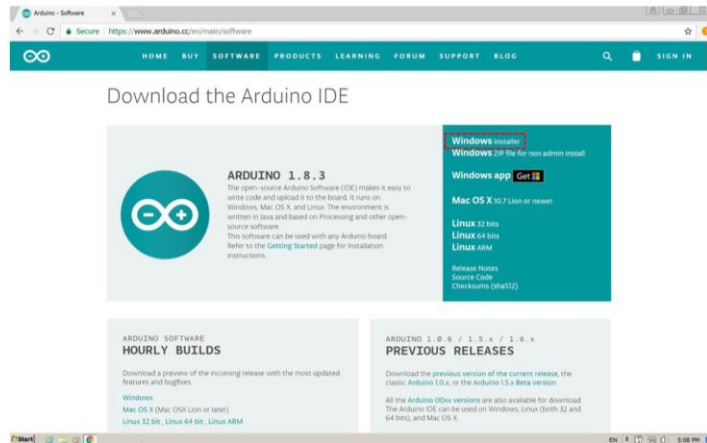 Arduino - Software
Secure | https://www.arduino.cc/en/main/software
HOME BUY SOFTWARE PRODUCTS LEARNING FORUM SUPPORT BLOG SIGN IN
Download the Arduino IDE
ARDUINO 1.8.3
The open-source Arduino Software (IDE) makes it easy to
write code and upload it to the board. It runs on
Windows, Mac OS X, and Linux. The environment is
written in Java and based on Processing and other open-
source software.
This software can be used with any Arduino board.
Refer to the Getting Started page for installation
instructions.
Windows Installer
Windows ZIP file for non admin install
Windows app Get
Mac OS X 10.7 Lion or newer
Linux 32 bits
Linux 64 bits
Linux ARM
Release Notes
Source Code
Checksums (sha512)
ARDUINO SOFTWARE
HOURLY BUILDS
Download a preview of the incoming release with the most updated
features and bugfixes.
Windows
Mac OS X (Mac OSX Lion or later)
Linux 32 bit , Linux 64 bit , Linux ARM
ARDUINO 1.0.6 / 1.5.x / 1.6.x
PREVIOUS RELEASES
Download the previous version of the current release, the
classic Arduino 1.0.x, or the Arduino 1.5.x Beta version.
All the Arduino 00xx versions are also available for download.
The Arduino IDE can be used on Windows, Linux (both 32 and
64 bits), and Mac OS X.
Start
EN
5:08 PM